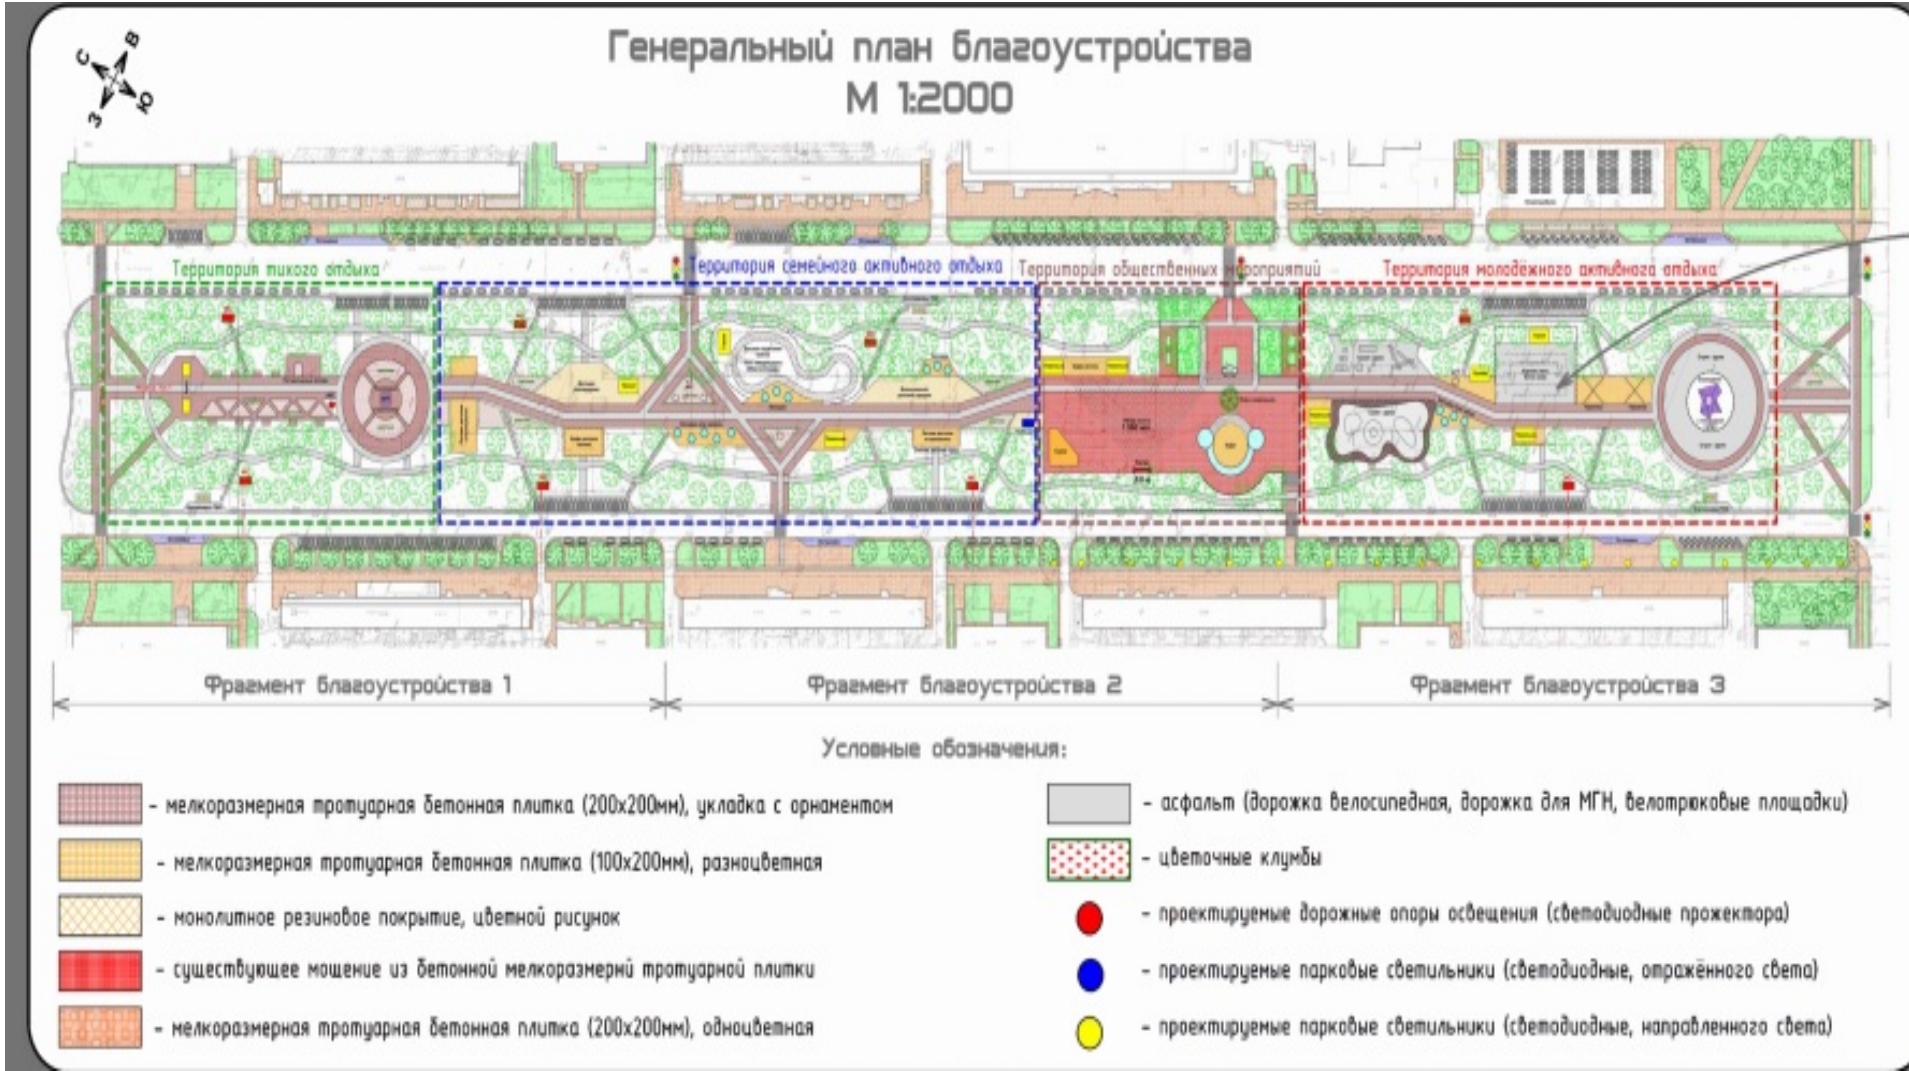 Генеральный план благоустройства
М 1:2000
С
В
Ю
З
Территория тихого отдыха
Территория семейного активного отдыха
Территория общественных мероприятий
Территория молодёжного активного отдыха
Фрагмент благоустройства 1
Фрагмент благоустройства 2
Фрагмент благоустройства 3
Условные обозначения:
- мелкоразмерная тротуарная бетонная плитка (200х200мм), укладка с орнаментом
- мелкоразмерная тротуарная бетонная плитка (100х200мм), разноцветная
- монолитное резиновое покрытие, цветной рисунок
- существующее мощение из бетонной мелкоразмернй тротуарной плитки
- мелкоразмерная тротуарная бетонная плитка (200х200мм), одноцветная
- асфальт (дорожка велосипедная, дорожка для МГН, велотрюковые площадки)
- цветочные клумбы
- проектируемые дорожные опоры освещения (светодиодные прожектора)
- проектируемые парковые светильники (светодиодные, отражённого света)
- проектируемые парковые светильники (светодиодные, направленного света)